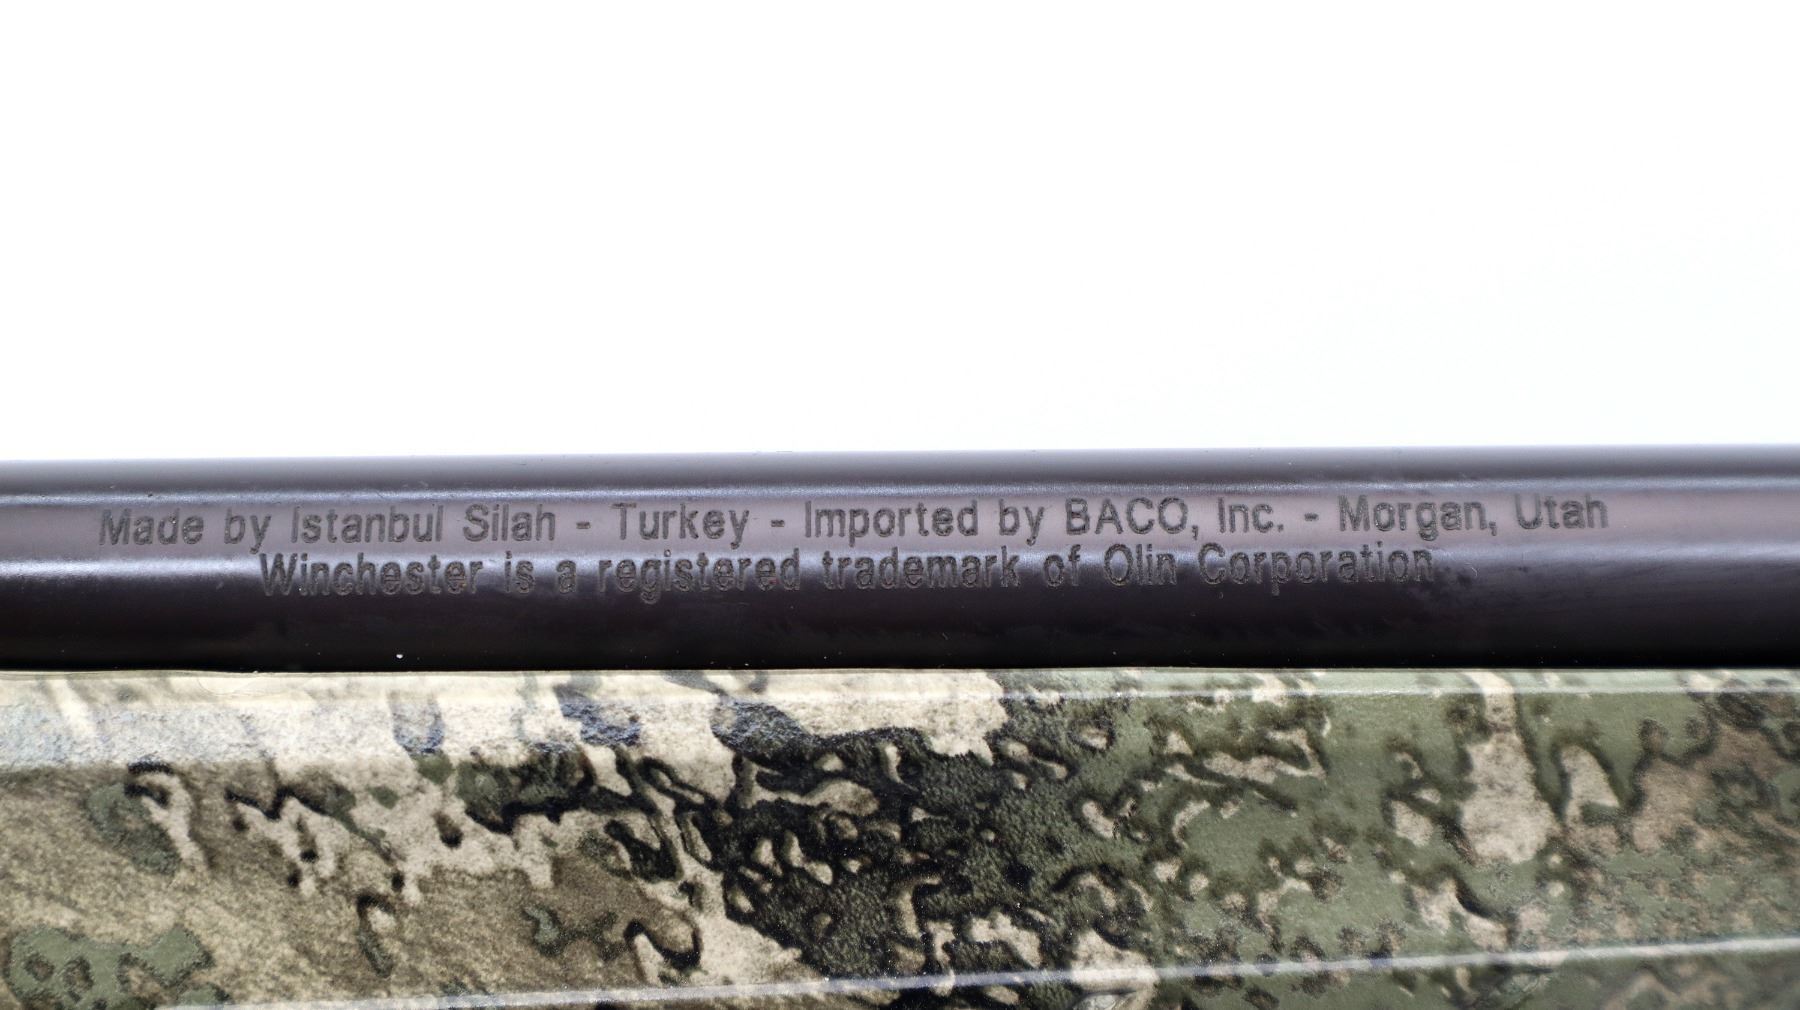 Made by Istanbul Silah - Turkey - Imported by BACO, Inc. - Morgan, Utah
Winchester is a registered trademark of Olin Corporation